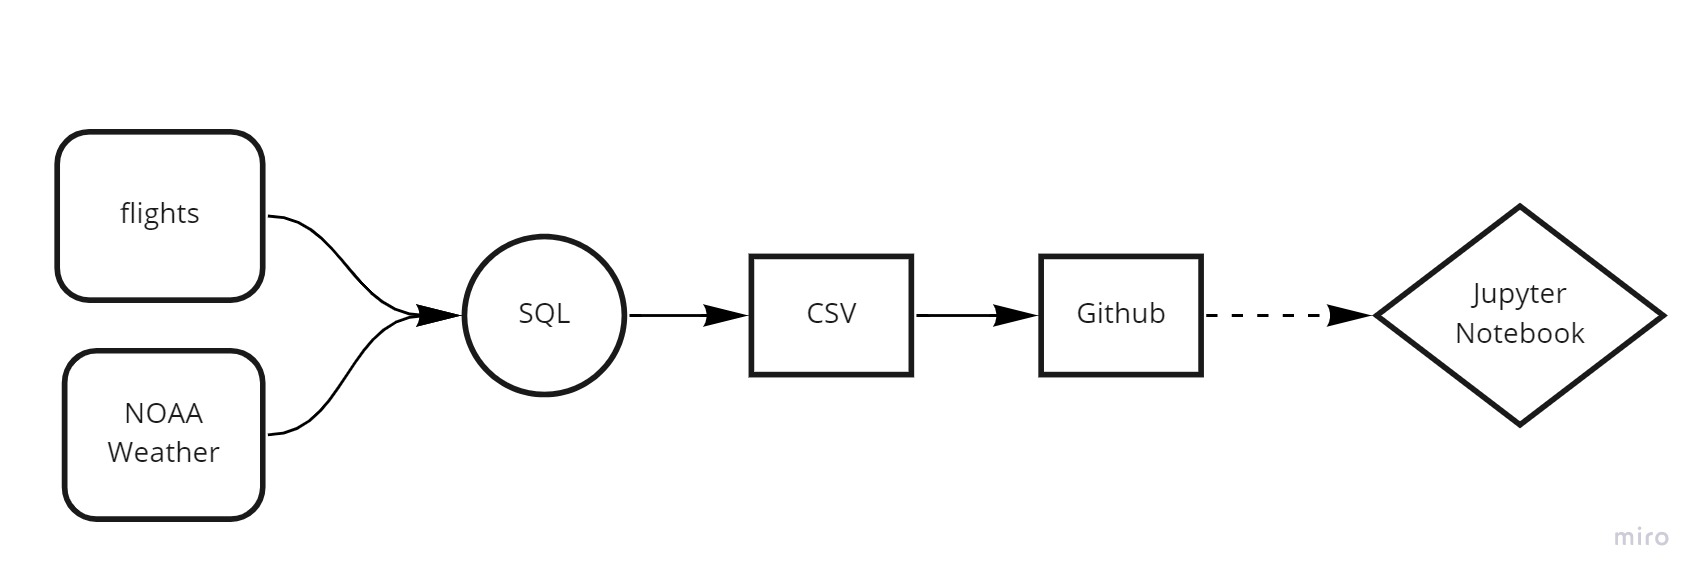 flights
NOAA
Weather
SQL
CSV
Github
Jupyter
Notebook
miro